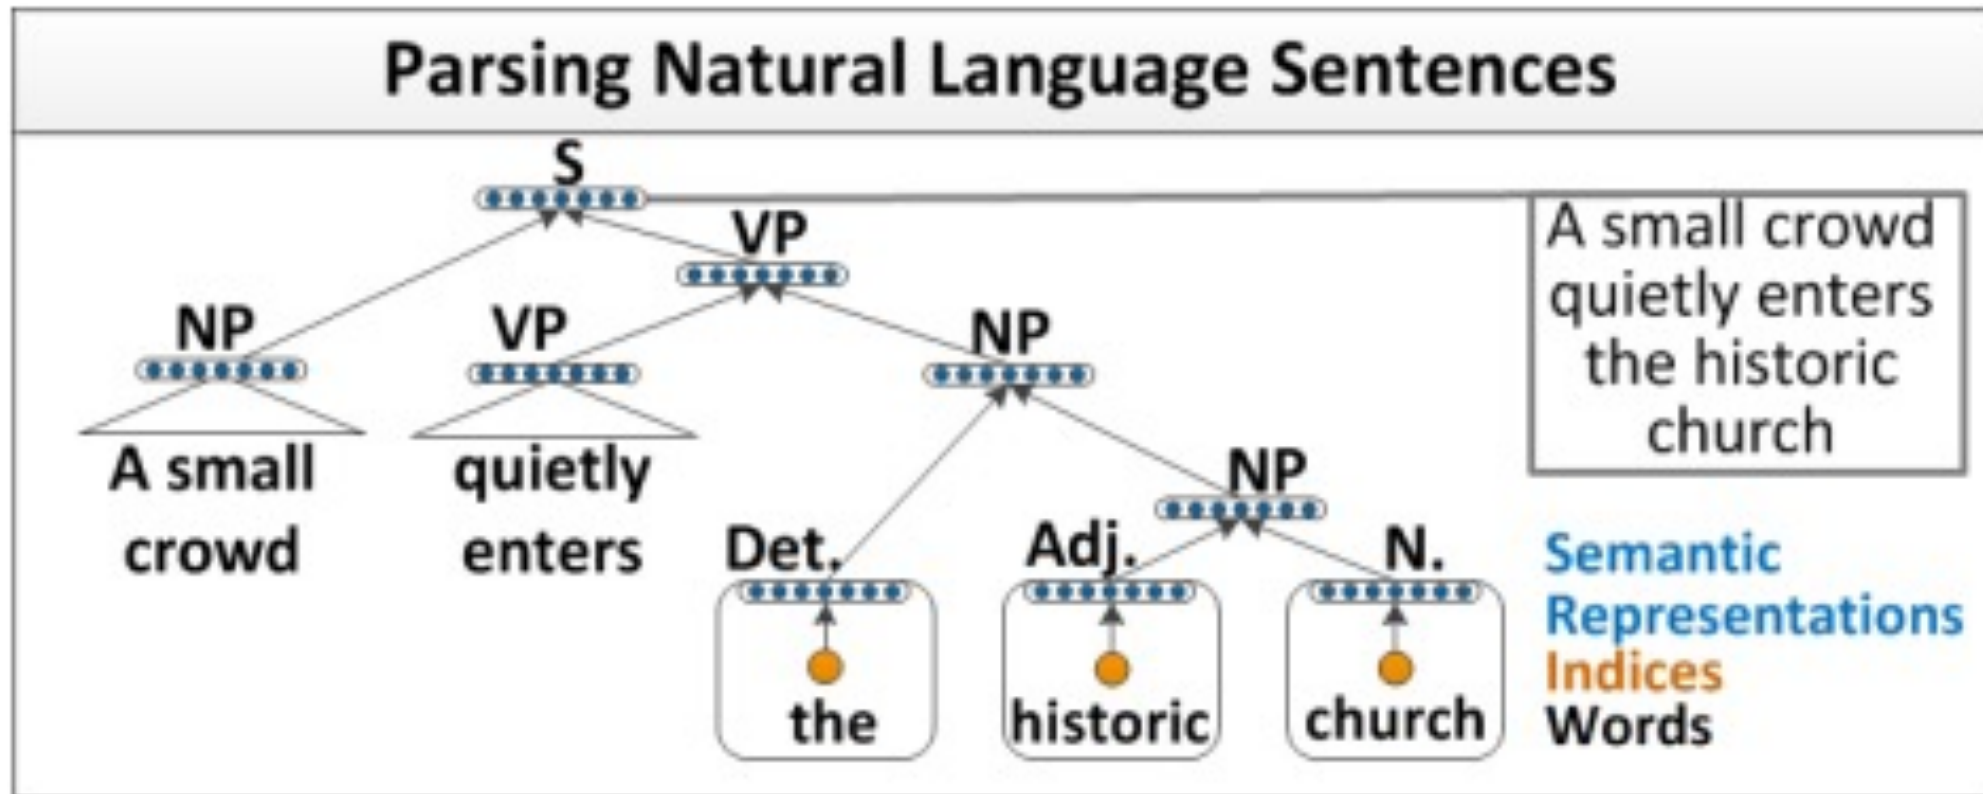 Parsing Natural Language Sentences
S
VP
NP
VP
NP
A small
crowd
quietly
enters
NP
Det.
Adj.
N.
the
historic
church
A small crowd
quietly enters
the historic
church
Semantic
Representations
Indices
Words